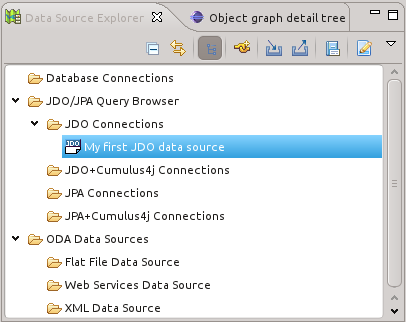 Data Source Explorer Object graph detail tree
Database Connections
JDO/JPA Query Browser
JDO Connections
JDO My first JDO data source
JDO+Cumulus4j Connections
JPA Connections
JPA+Cumulus4j Connections
ODA Data Sources
Flat File Data Source
Web Services Data Source
XML Data Source